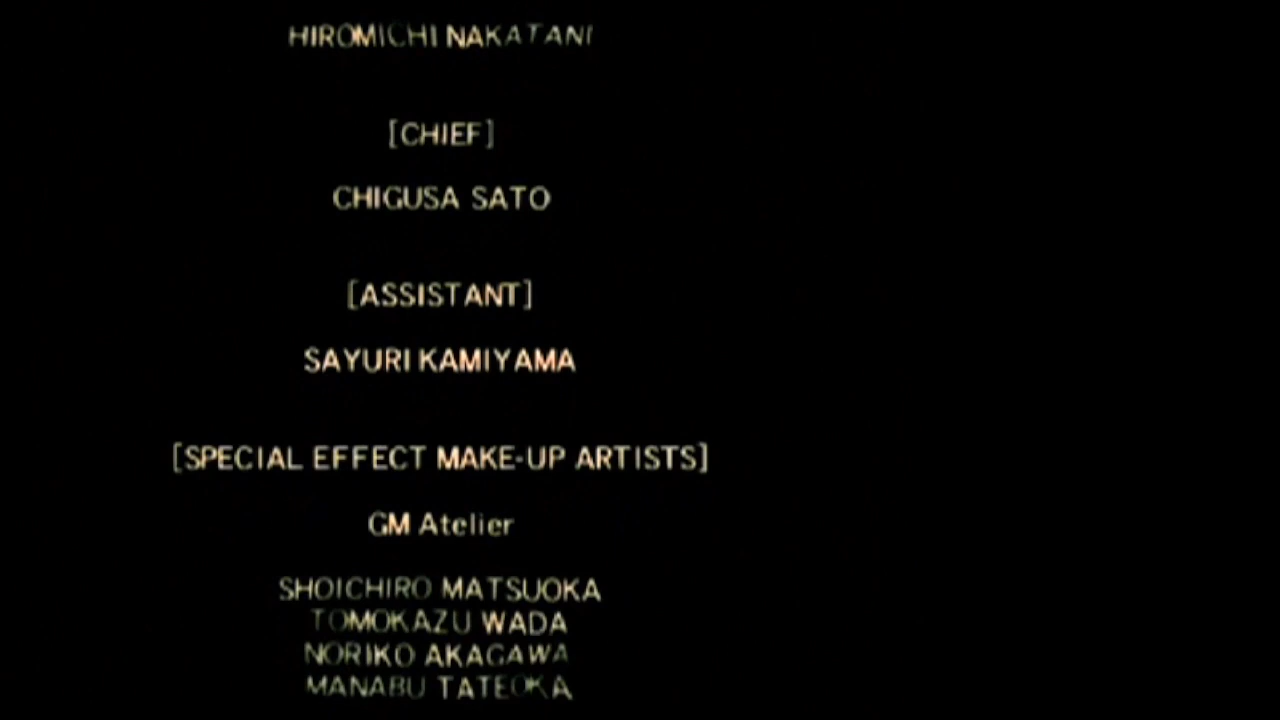 HIROMICHI NAKATANI
[CHIEF]
CHIGUSA SATO
[ASSISTANT]
SAYURI KAMIYAMA
[SPECIAL EFFECT MAKE-UP ARTISTS]
GM Atelier
SHOICHIRO MATSUOKA
TOMOKAZU WADA
NORIKO AKAGAWA
MANABU TATEOKA